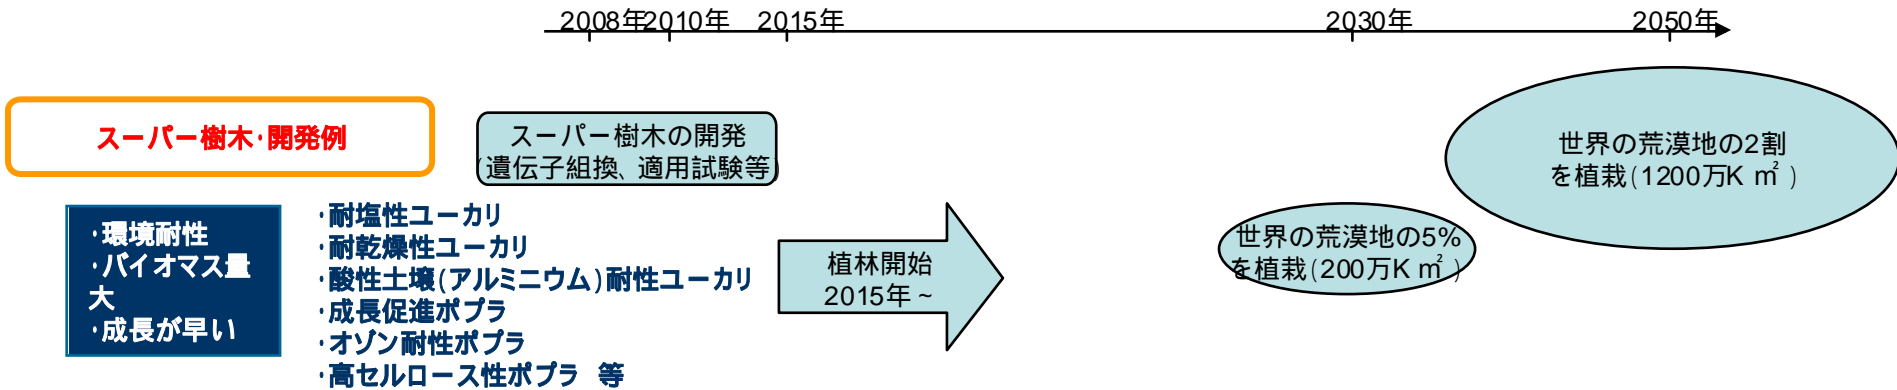 2008年 2010年 2015年 2030年 2050年
スーパー樹木・開発例
スーパー樹木の開発
(遺伝子組換、適用試験等)
世界の荒漠地の2割
を植栽(1200万K㎡)
・環境耐性
・バイオマス量
大
・成長が早い
・耐塩性ユーカリ
・耐乾燥性ユーカリ
・酸性土壌(アルミニウム)耐性ユーカリ
・成長促進ポプラ
・オゾン耐性ポプラ
・高セルロース性ポプラ 等
植林開始
2015年~
世界の荒漠地の5%
を植栽(200万K㎡)